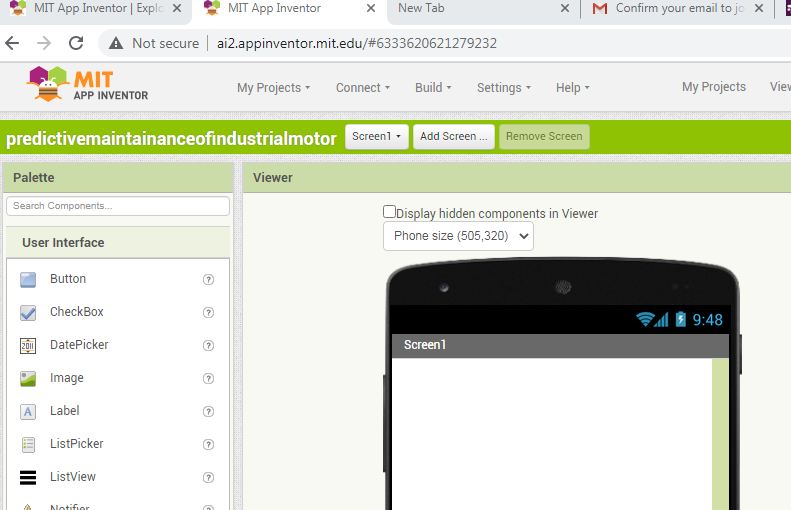 MIT App Inventor | Explo
MIT App Inventor
New Tab
Confirm your email to jo
Not secure | ai2.appinventor.mit.edu/#6333620621279232
MIT
APP INVENTOR
My Projects Connect Build Settings Help My Projects View
predictivemaintainanceofindustrialmotor Screen1 Add Screen ... Remove Screen
Palette
Viewer
Search Components...
Display hidden components in Viewer
User Interface
Phone size (505,320)
Button ?
CheckBox ?
2011 DatePicker ?
Image ?
A Label ?
ListPicker ?
ListView ?
Notifier
9:48
Screen1